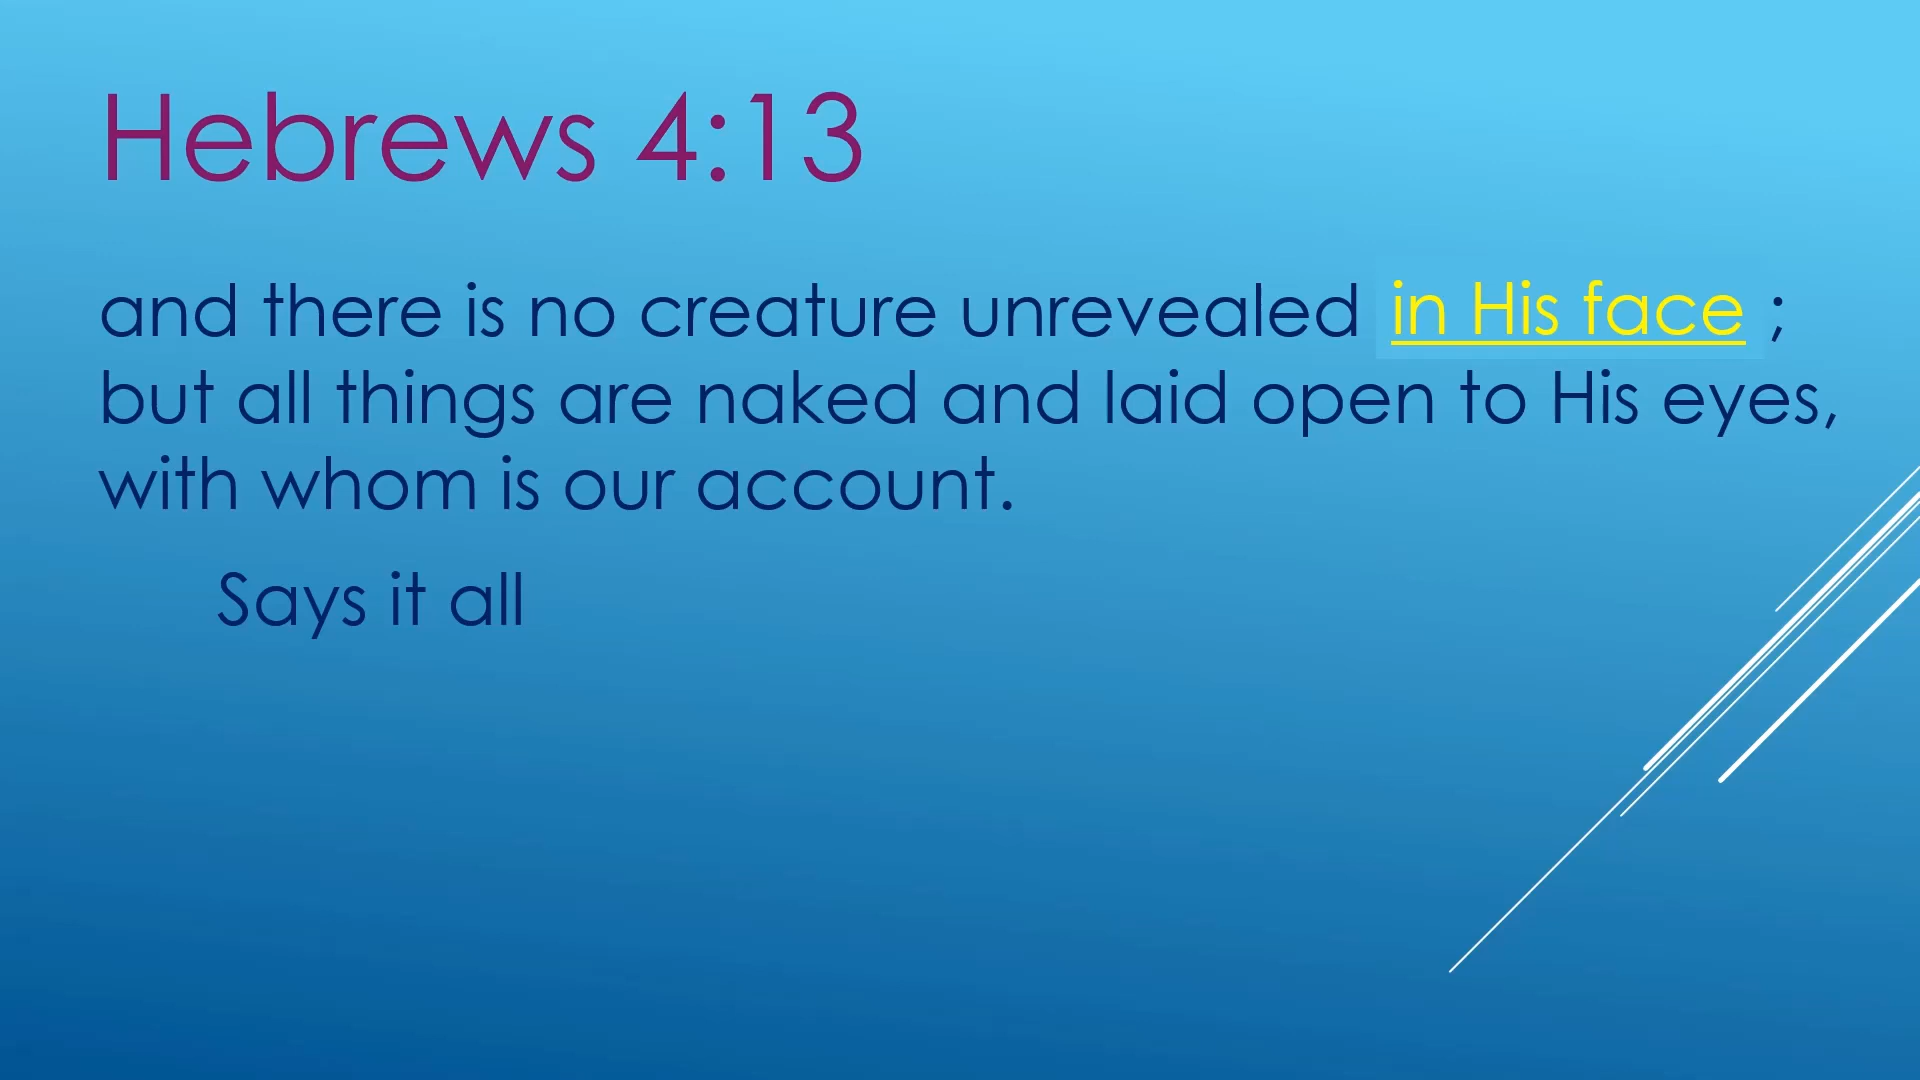 Hebrews 4:13
and there is no creature unrevealed in His face ;
but all things are naked and laid open to His eyes,
with whom is our account.
Says it all